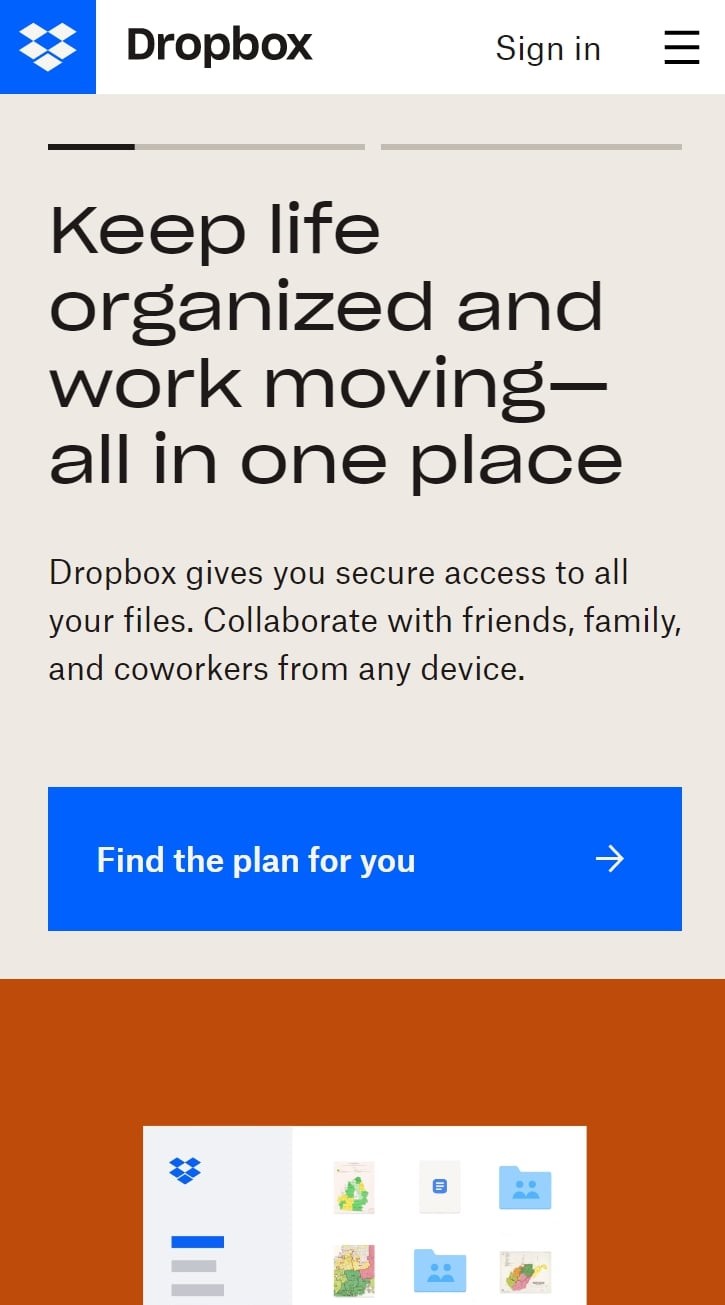 Dropbox
Sign in
Keep life
organized and
work moving—
all in one place
Dropbox gives you secure access to all
your files. Collaborate with friends, family,
and coworkers from any device.
Find the plan for you